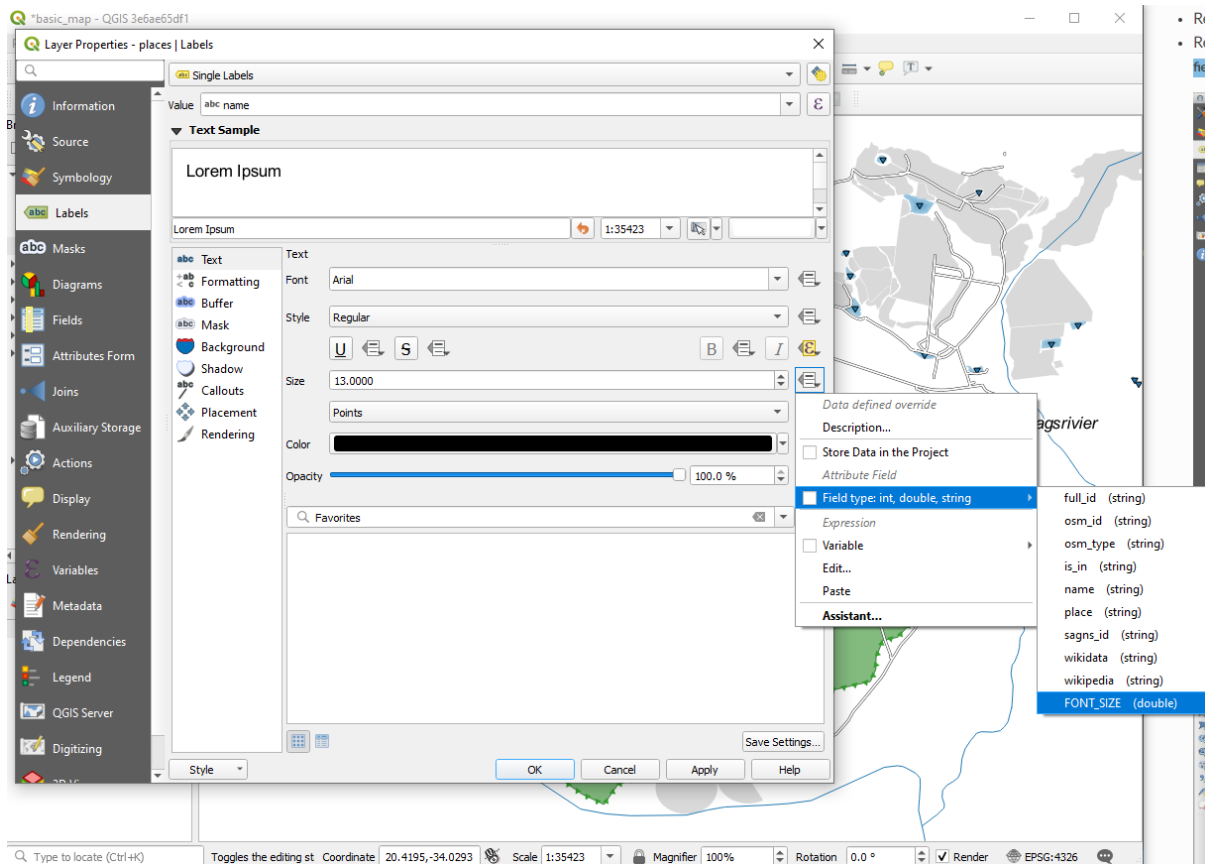 *basic_map - QGIS 3e6ae65df1
Layer Properties - places | Labels
Single Labels
Value abc name
Text Sample
Lorem Ipsum
Lorem Ipsum
1:35423
Information
Source
Symbology
abc Labels
abc Masks
Diagrams
Fields
Attributes Form
Joins
Auxiliary Storage
Actions
Display
Rendering
Variables
Metadata
Dependencies
Legend
QGIS Server
Digitizing
abc Text
Formatting
abc Buffer
abc Mask
Background
Shadow
abc Callouts
Placement
Rendering
Text
Font Arial
Style Regular
U S B I
Size 13.0000
Points
Color
Opacity 100.0 %
Favorites
Save Settings...
Style OK Cancel Apply Help
Data defined override
Description...
Store Data in the Project
Attribute Field
Field type: int, double, string
Expression
Variable
Edit...
Paste
Assistant...
full_id (string)
osm_id (string)
osm_type (string)
is_in (string)
name (string)
place (string)
sagns_id (string)
wikidata (string)
wikipedia (string)
FONT_SIZE (double)
agsrivier
Type to locate (Ctrl+K) Toggles the editing st Coordinate 20.4195,-34.0293 Scale 1:35423 Magnifier 100% Rotation 0.0 ° Render EPSG:4326